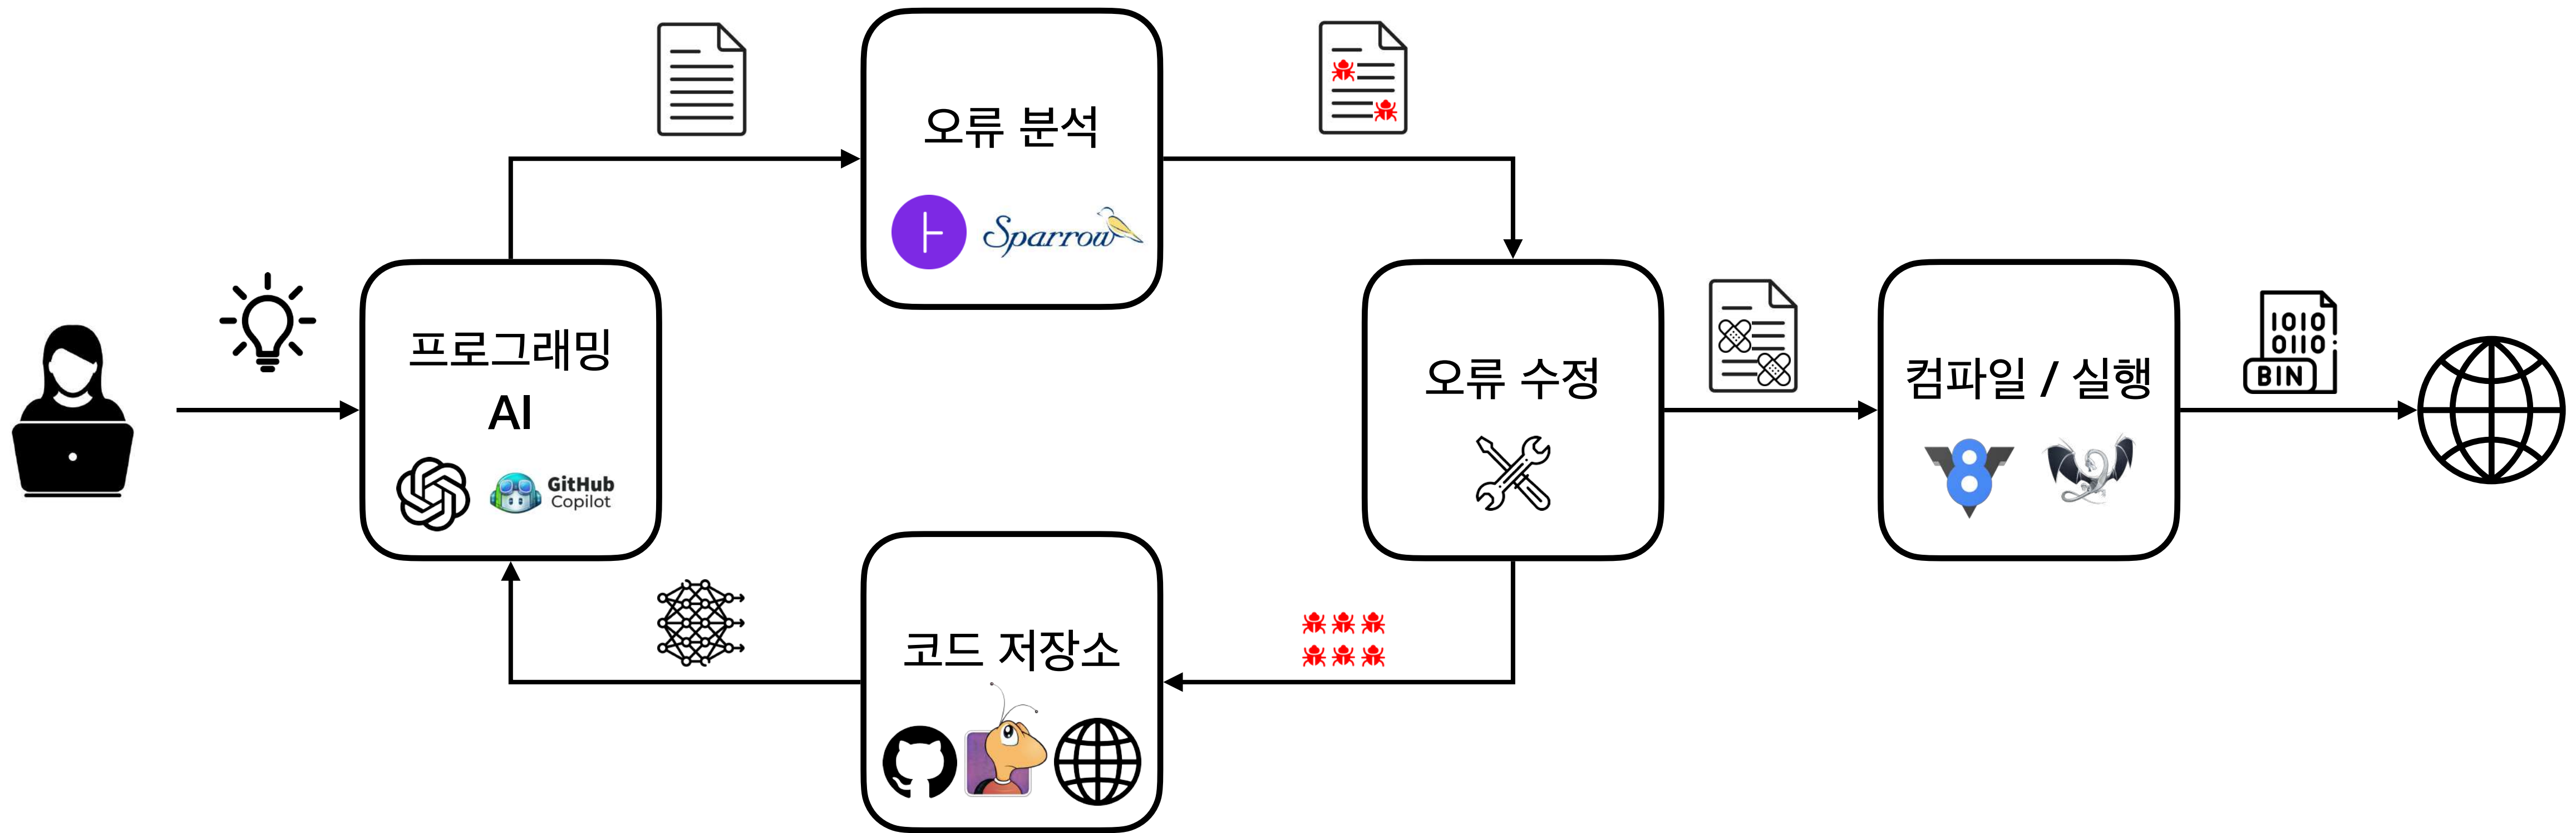 오류 분석
Sparrow
프로그래밍
AI
GitHub
Copilot
오류 수정
컴파일 / 실행
8
1010
0110
BIN
코드 저장소